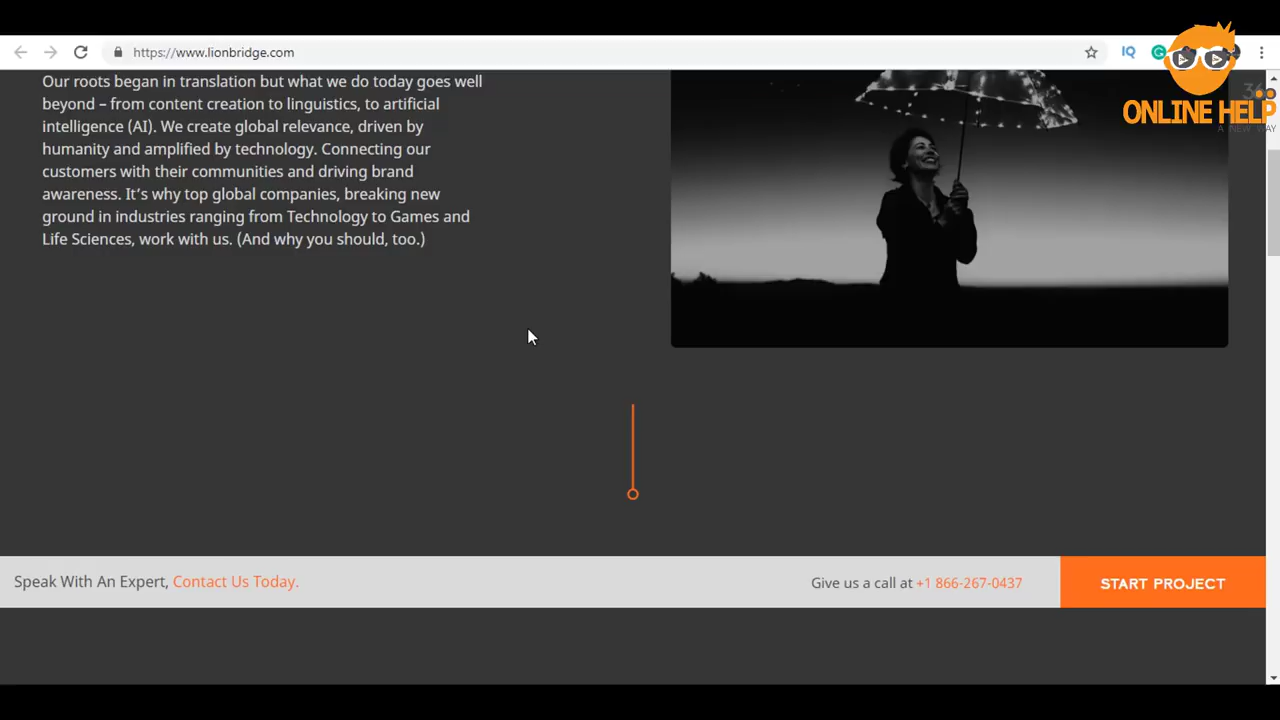 https://www.lionbridge.com
IQ
ONLINE HELP
A NEW WAY
Our roots began in translation but what we do today goes well
beyond – from content creation to linguistics, to artificial
intelligence (AI). We create global relevance, driven by
humanity and amplified by technology. Connecting our
customers with their communities and driving brand
awareness. It's why top global companies, breaking new
ground in industries ranging from Technology to Games and
Life Sciences, work with us. (And why you should, too.)
Speak With An Expert, Contact Us Today.
Give us a call at +1 866-267-0437
START PROJECT